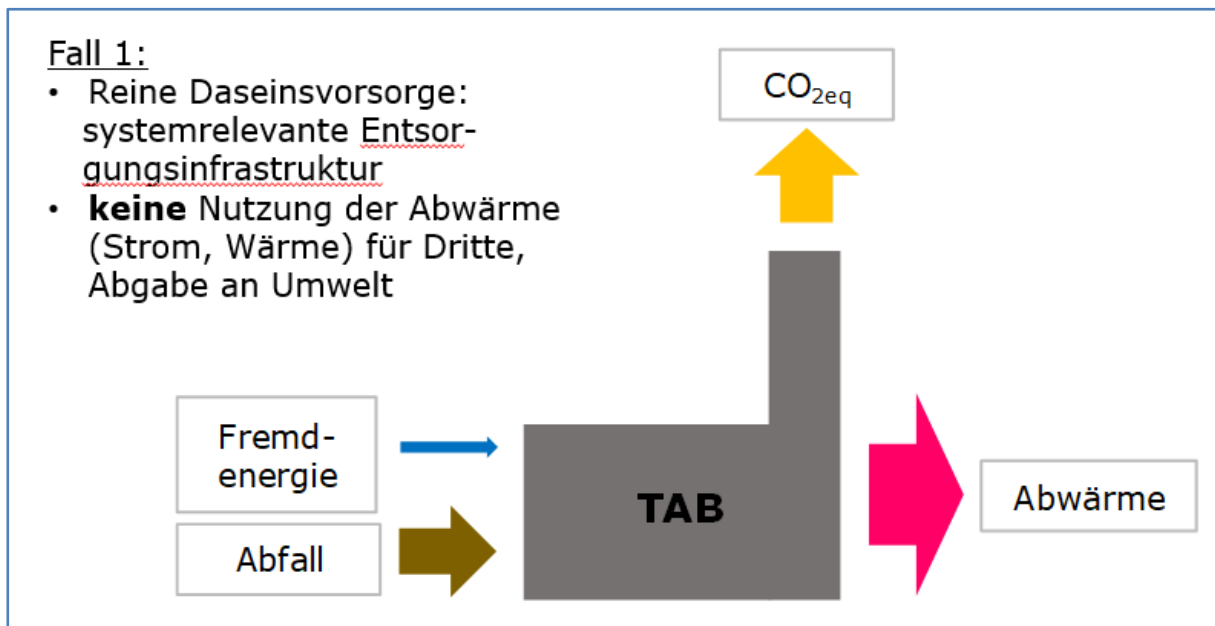 Fall 1:
• Reine Daseinsvorsorge:
systemrelevante Entsor-
gungsinfrastruktur
• keine Nutzung der Abwärme
(Strom, Wärme) für Dritte,
Abgabe an Umwelt
CO2eq
Fremd-
energie
Abfall
TAB
Abwärme